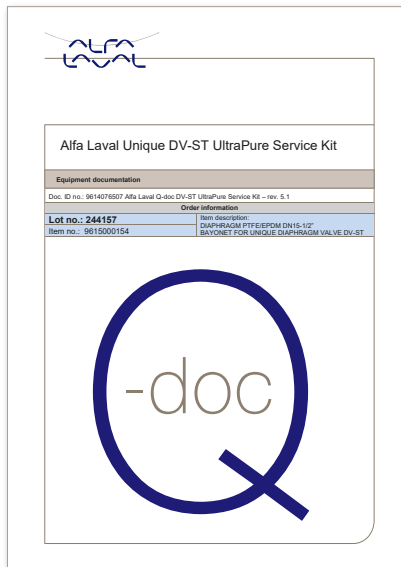 ALFA
LAVAL
Alfa Laval Unique DV-ST UltraPure Service Kit
Equipment documentation
Doc. ID no.: 9614076507 Alfa Laval Q-doc DV-ST UltraPure Service Kit – rev. 5.1
Order information
Lot no.: 244157
Item no.: 9615000154
Item description:
DIAPHRAGM PTFE/EPDM DN15-1/2"
BAYONET FOR UNIQUE DIAPHRAGM VALVE DV-ST
Q
-doc